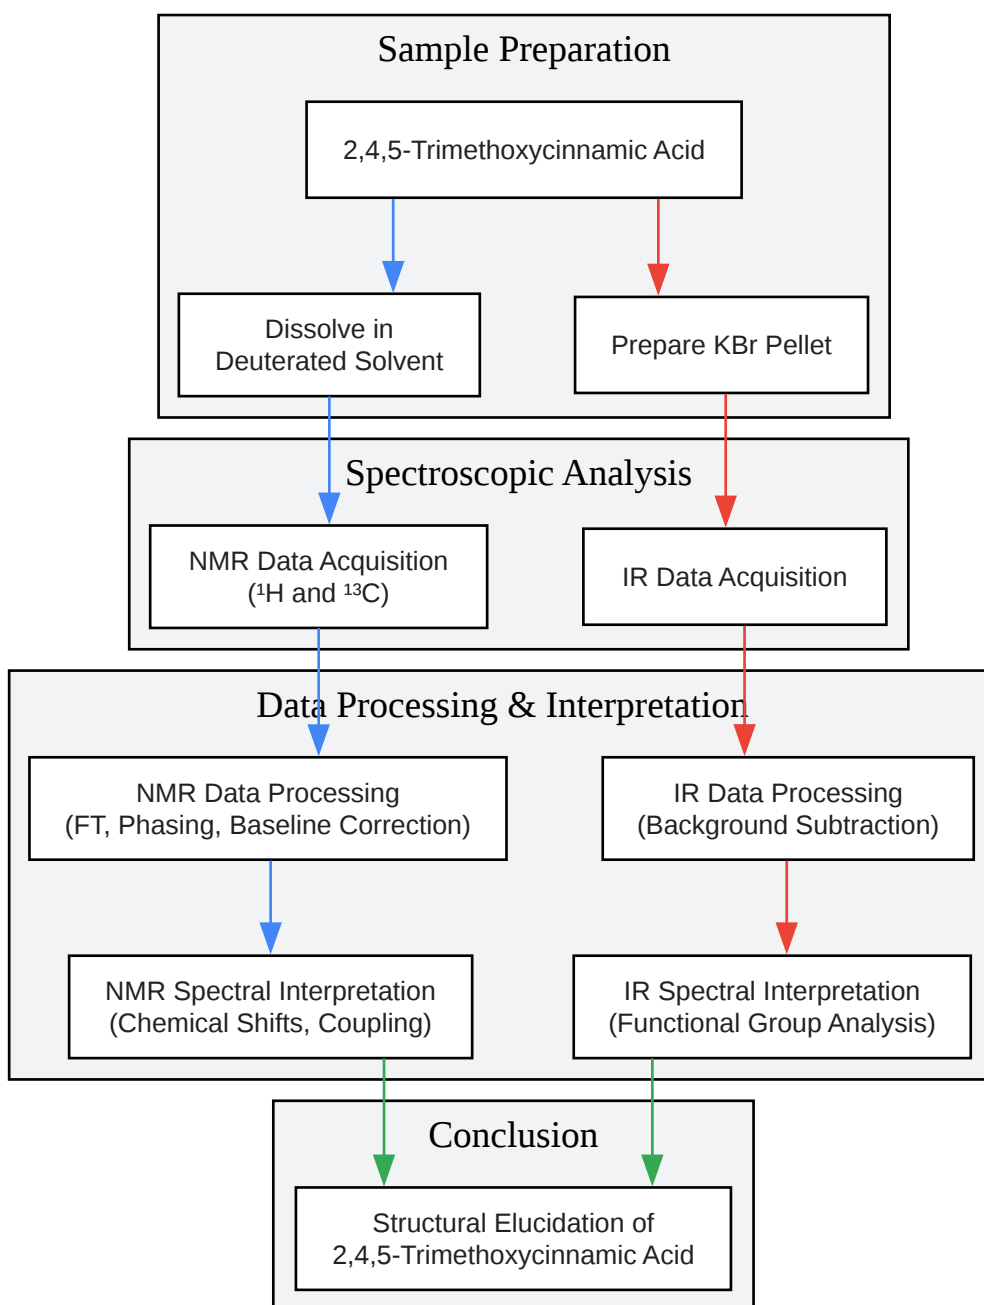 Sample Preparation
2,4,5-Trimethoxycinnamic Acid
Dissolve in
Deuterated Solvent
Prepare KBr Pellet
Spectroscopic Analysis
NMR Data Acquisition
(¹H and ¹³C)
IR Data Acquisition
Data Processing & Interpretation
NMR Data Processing
(FT, Phasing, Baseline Correction)
IR Data Processing
(Background Subtraction)
NMR Spectral Interpretation
(Chemical Shifts, Coupling)
IR Spectral Interpretation
(Functional Group Analysis)
Conclusion
Structural Elucidation of
2,4,5-Trimethoxycinnamic Acid